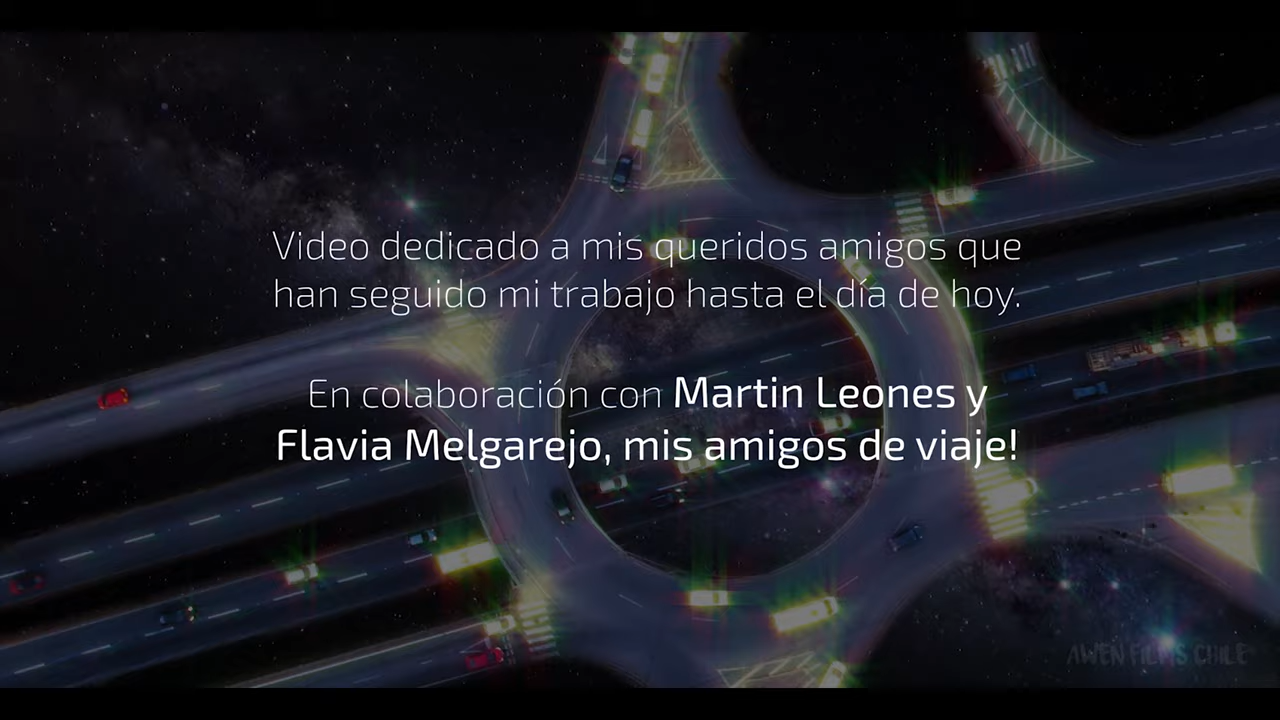 Video dedicado a mis queridos amigos que
han seguido mi trabajo hasta el día de hoy.
En colaboración con Martin Leones y
Flavia Melgarejo, mis amigos de viaje!
AWEN FILMS CHILE